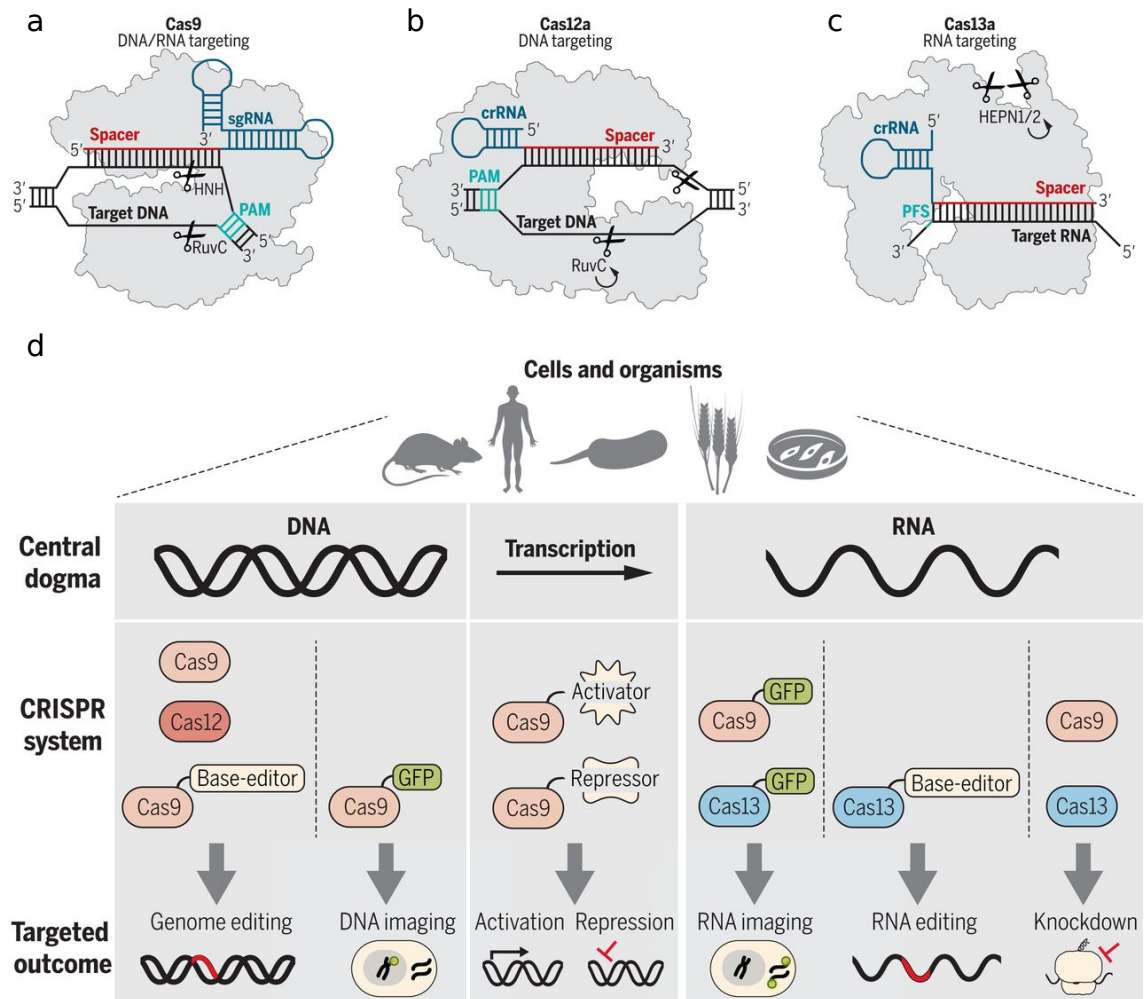 a
Cas9
DNA/RNA targeting
sgRNA
Spacer
3′
5′
HNH
3′
5′
PAM
Target DNA
RuvC
5′
3′
b
Cas12a
DNA targeting
crRNA
5′
Spacer
3′
PAM
3′
5′
5′
3′
Target DNA
RuvC
c
Cas13a
RNA targeting
HEPN1/2
5′
crRNA
Spacer
PFS
Target RNA
3′
5′
d
Cells and organisms
Central
dogma
DNA
Transcription
RNA
CRISPR
system
Cas9
Cas12
Base-editor
Cas9
GFP
Cas9
Activator
Cas9
Repressor
Cas9
GFP
Cas9
GFP
Cas13
Base-editor
Cas13
Cas9
Cas13
Targeted
outcome
Genome editing
DNA imaging
Activation
Repression
RNA imaging
RNA editing
Knockdown